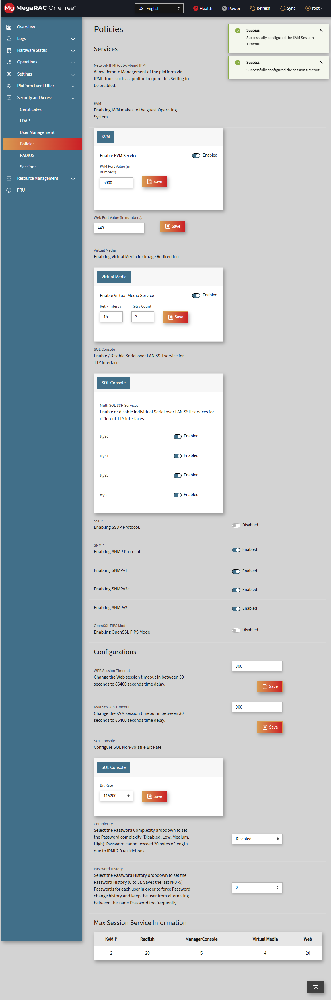 Mg MegaRAC OneTree™
US - English
Health
Power
Refresh
Sync
root
Overview
Logs
Hardware Status
Operations
Settings
Platform Event Filter
Security and Access
Certificates
LDAP
User Management
Policies
RADIUS
Sessions
Resource Management
FRU
Success
Successfully configured the KVM Session
Timeout.
Success
Successfully configured the session timeout.
Policies
Services
Network IPMI (out-of-band IPMI)
Allow Remote Management of the platform via
IPMI. Tools such as ipmitool require this Setting to
be enabled.
KVM
Enabling KVM makes to the guest Operating
System.
KVM
Enable KVM Service
Enabled
KVM Port Value (in
numbers).
5900
Save
Web Port Value (in numbers).
443
Save
Virtual Media
Enabling Virtual Media for Image Redirection.
Virtual Media
Enable Virtual Media Service
Enabled
Retry Interval
Retry Count
15
3
Save
SOL Console
Enable / Disable Serial over LAN SSH service for
TTY interface.
SOL Console
Multi SOL SSH Services
Enable or disable individual Serial over LAN SSH services for
different TTY interfaces
ttyS0
Enabled
ttyS1
Enabled
ttyS2
Enabled
ttyS3
Enabled
SSDP
Enabling SSDP Protocol.
Disabled
SNMP
Enabling SNMP Protocol.
Enabled
Enabling SNMPv1.
Enabled
Enabling SNMPv2c.
Enabled
Enabling SNMPv3
Enabled
OpenSSL FIPS Mode
Enabling OpenSSL FIPS Mode
Disabled
Configurations
WEB Session Timeout
Change the Web session timeout in between 30
seconds to 86400 seconds time delay.
300
Save
KVM Session Timeout
Change the KVM session timeout in between 30
seconds to 86400 seconds time delay.
900
Save
SOL Console
Configure SOL Non-Volatile Bit Rate
SOL Console
Bit Rate
115200
Save
Complexity
Select the Password Complexity dropdown to set
the Password complexity (Disabled, Low, Medium,
High). Password cannot exceed 20 bytes of length
due to IPMI 2.0 restrictions.
Disabled
Password History
Select the Password History dropdown to set the
Password History (0 to 5). Saves the last N(0~5)
Passwords for each user in order to force Password
change history and keep the user from alternating
between the same Password too frequently.
0
Max Session Service Information
KVMIP Redfish ManagerConsole Virtual Media Web
2 20 5 4 20